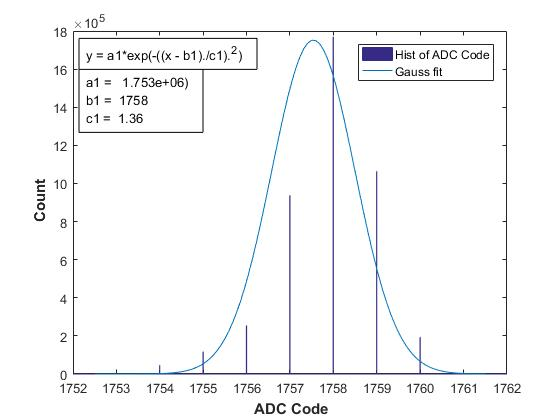 ×10^5
y = a1*exp(-((x - b1)./c1).^2)
a1 = 1.753e+06)
b1 = 1758
c1 = 1.36
Hist of ADC Code
Gauss fit
18
16
14
12
10
8
6
4
2
0
Count
1752 1753 1754 1755 1756 1757 1758 1759 1760 1761 1762
ADC Code